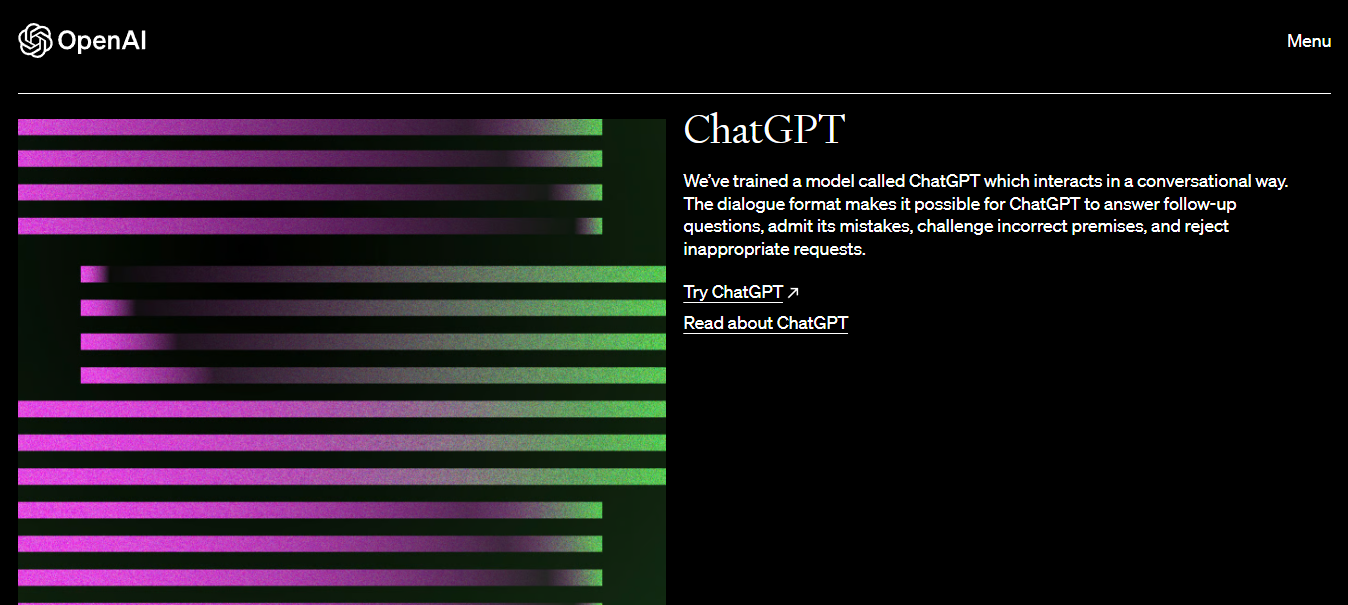 OpenAI
Menu
ChatGPT
We’ve trained a model called ChatGPT which interacts in a conversational way.
The dialogue format makes it possible for ChatGPT to answer follow-up
questions, admit its mistakes, challenge incorrect premises, and reject
inappropriate requests.
Try ChatGPT ↗
Read about ChatGPT